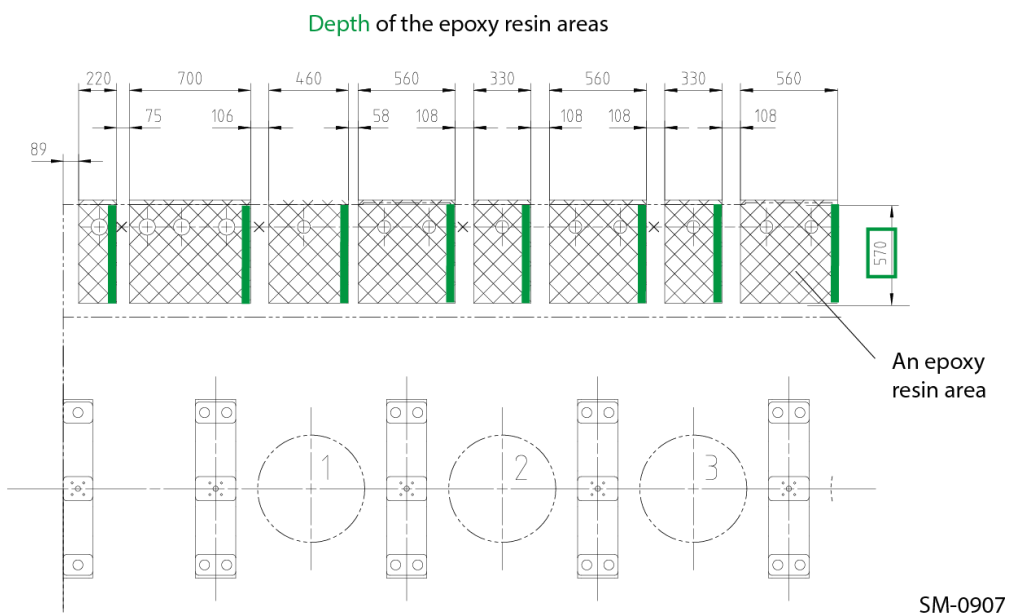 Depth of the epoxy resin areas
220 700 460 560 330 560 330 560
75 106 58 108 108 108 108
89
570
An epoxy
resin area
1 2 3
SM-0907